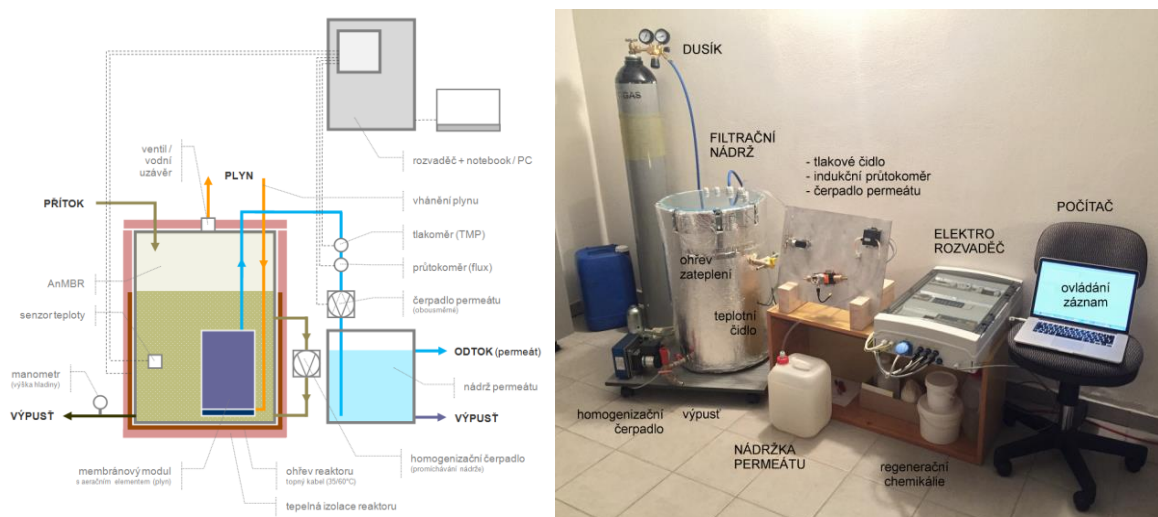 rozvaděč + notebook / PC
ventil /
vodní
uzávěr
PLYN
vhánění plynu
PŘÍTOK
tlakoměr (TMP)
AnMBR
průtokoměr (flux)
senzor teploty
čerpadlo permeátu
(obousměrné)
manometr
(výška hladiny)
ODTOK (permeát)
nádrž permeátu
VÝPUSŤ
VÝPUSŤ
membránový modul
s aeračním elementem (plyn)
ohřev reaktoru
topný kabel (35/60°C)
homogenizační čerpadlo
(promíchávání nádrže)
tepelná izolace reaktoru
DUSÍK
GAS
FILTRAČNÍ
NÁDRŽ
- tlakové čidlo
- indukční průtokoměr
- čerpadlo permeátu
POČÍTAČ
ELEKTRO
ROZVADĚČ
ohřev
zateplení
ovládání
záznam
teplotní
čidlo
homogenizační
čerpadlo
výpusť
NÁDRŽKA
PERMEÁTU
regenerační
chemikálie